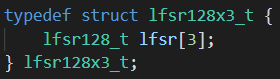 typedef struct lfsr128x3_t {
    lfsr128_t lfsr[3];
} lfsr128x3_t;